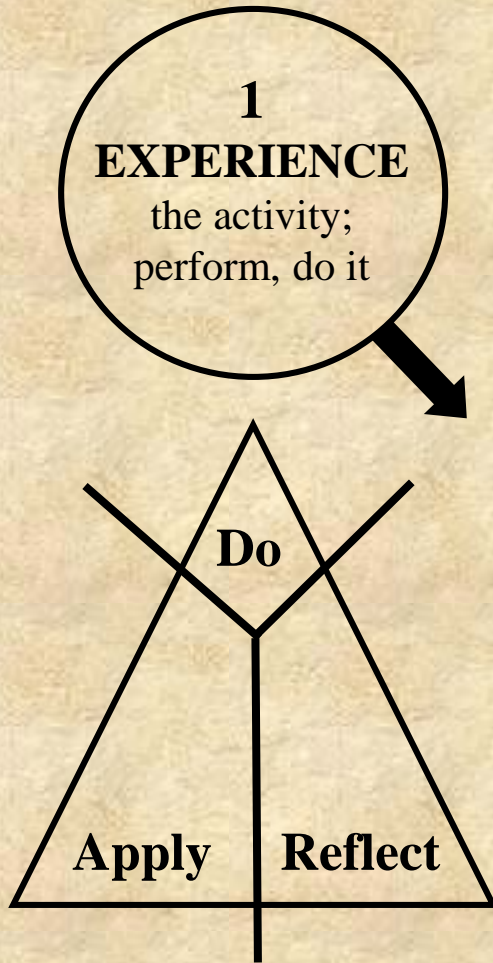 1
EXPERIENCE
the activity;
perform, do it
Do
Apply Reflect